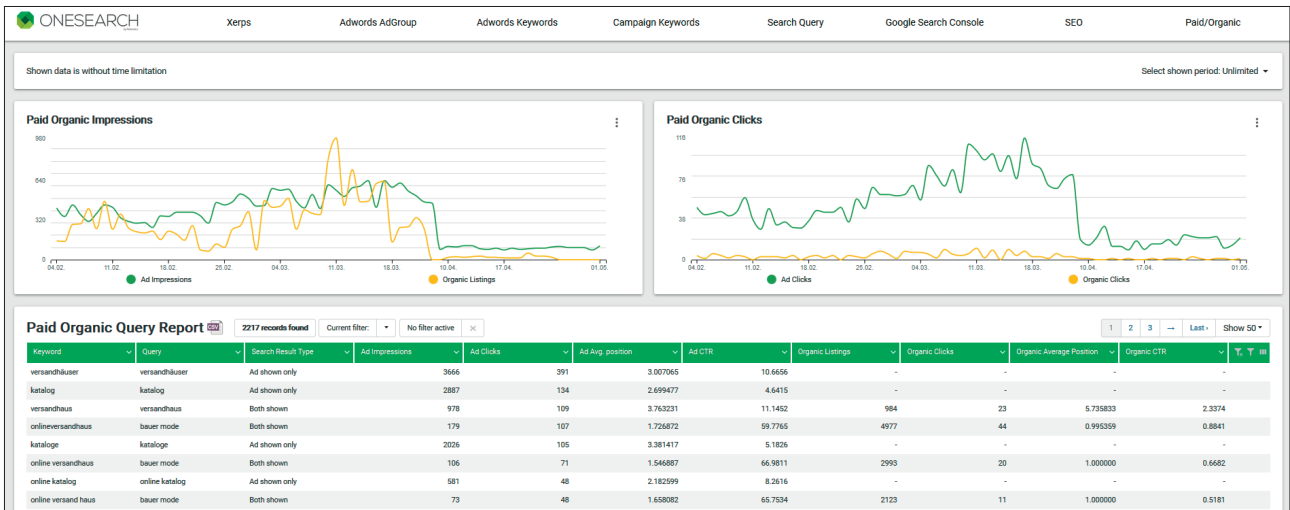 ONESEARCH Xerps Adwords AdGroup Adwords Keywords Campaign Keywords Search Query Google Search Console SEO Paid/Organic
Shown data is without time limitation Select shown period: Unlimited
Paid Organic Impressions
960
640
320
0
04.02. 11.02. 18.02. 25.02. 04.03. 11.03. 18.03. 10.04. 17.04. 01.05.
Ad Impressions Organic Listings
Paid Organic Clicks
116
76
38
0
04.02. 11.02. 18.02. 25.02. 04.03. 11.03. 18.03. 10.04. 17.04. 01.05.
Ad Clicks Organic Clicks
Paid Organic Query Report CSV 2217 records found Current filter: No filter active × 1 2 3 → Last › Show 50
Keyword Query Search Result Type Ad Impressions Ad Clicks Ad Avg. position Ad CTR Organic Listings Organic Clicks Organic Average Position Organic CTR
versandhäuser versandhäuser Ad shown only 3666 391 3.007065 10.6656 - - - -
katalog katalog Ad shown only 2887 134 2.699477 4.6415 - - - -
versandhaus versandhaus Both shown 978 109 3.763231 11.1452 984 23 5.735833 2.3374
onlineversandhaus bauer mode Both shown 179 107 1.726872 59.7765 4977 44 0.995359 0.8841
kataloge kataloge Ad shown only 2026 105 3.381417 5.1826 - - - -
online versandhaus bauer mode Both shown 106 71 1.546887 66.9811 2993 20 1.000000 0.6682
online katalog online katalog Ad shown only 581 48 2.182599 8.2616 - - - -
online versand haus bauer mode Both shown 73 48 1.658082 65.7534 2123 11 1.000000 0.5181